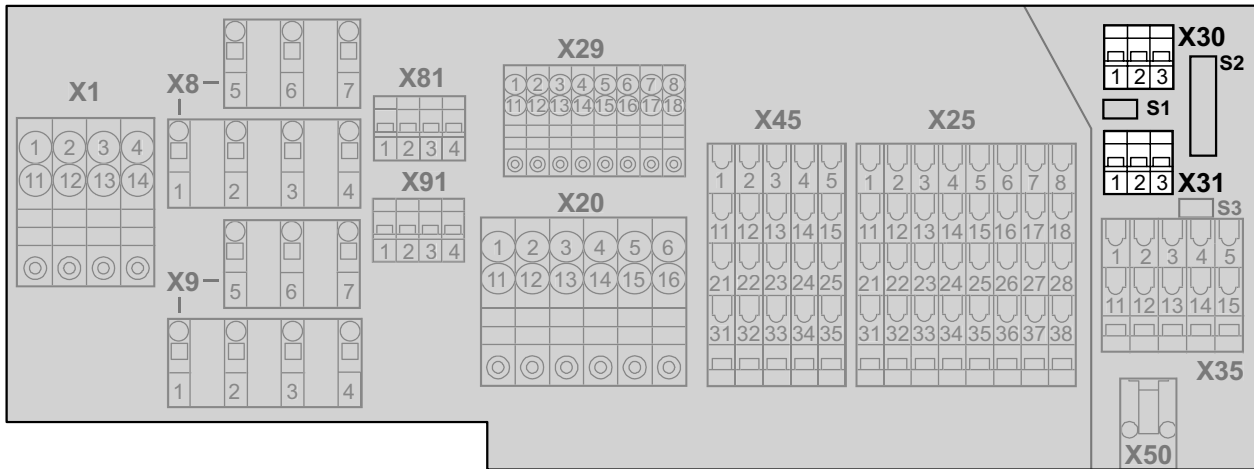 X1
1 2 3 4
11 12 13 14
X8
5 6 7
1 2 3 4
X9
5 6 7
1 2 3 4
X81
1 2 3 4
X91
1 2 3 4
X29
1 2 3 4 5 6 7 8
11 12 13 14 15 16 17 18
X20
1 2 3 4 5 6
11 12 13 14 15 16
X45
1 2 3 4 5
11 12 13 14 15
21 22 23 24 25
31 32 33 34 35
X25
1 2 3 4 5 6 7 8
11 12 13 14 15 16 17 18
21 22 23 24 25 26 27 28
31 32 33 34 35 36 37 38
X30
1 2 3
S2
S1
1 2 3
X31
S3
1 2 3 4 5
11 12 13 14 15
X35
X50